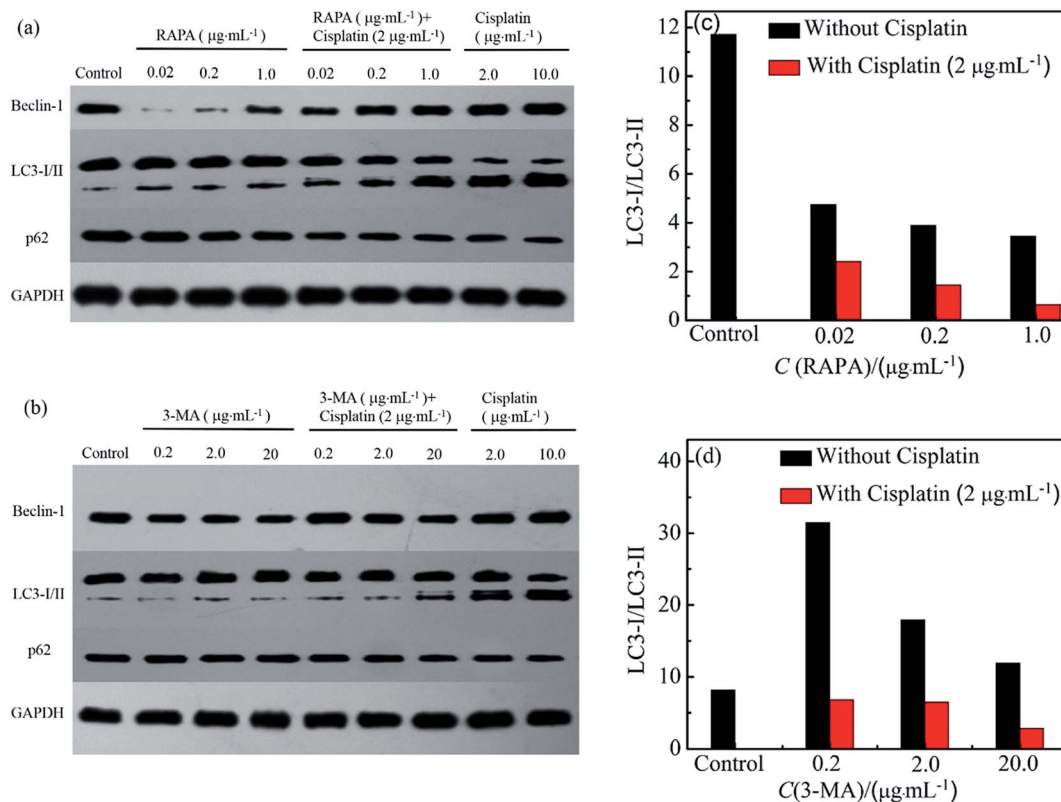 (a)
RAPA ( μg·mL⁻¹)
RAPA ( μg·mL⁻¹)+
Cisplatin (2 μg·mL⁻¹)
Cisplatin
(μg·mL⁻¹)
Control 0.02 0.2 1.0 0.02 0.2 1.0 2.0 10.0
Beclin-1
LC3-I/II
p62
GAPDH
(b)
3-MA ( μg·mL⁻¹)
3-MA ( μg·mL⁻¹)+
Cisplatin (2 μg·mL⁻¹)
Cisplatin
(μg·mL⁻¹)
Control 0.2 2.0 20 0.2 2.0 20 2.0 10.0
Beclin-1
LC3-I/II
p62
GAPDH
(c)
Without Cisplatin
With Cisplatin (2 μg·mL⁻¹)
LC3-I/LC3-II
12
10
8
6
4
2
0
Control 0.02 0.2 1.0
C (RAPA)/(μg·mL⁻¹)
(d)
Without Cisplatin
With Cisplatin (2 μg·mL⁻¹)
LC3-I/LC3-II
40
30
20
10
0
Control 0.2 2.0 20.0
C(3-MA)/(μg·mL⁻¹)